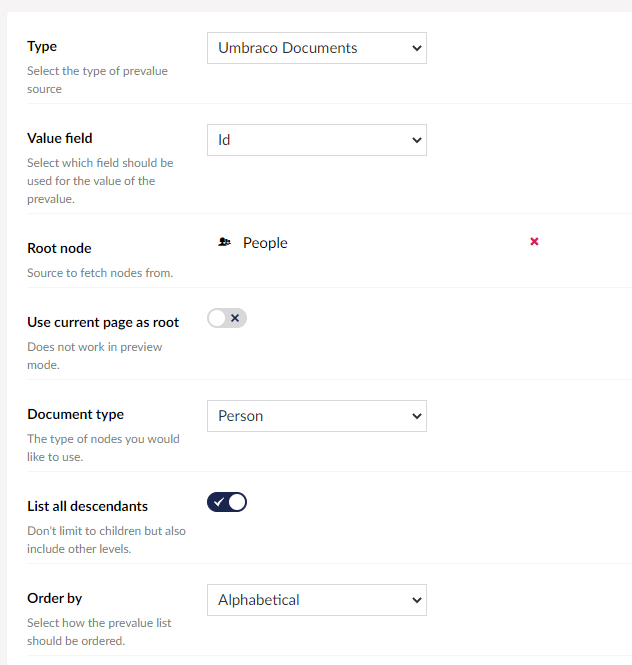 Type
Umbraco Documents
Select the type of prevalue
source
Value field
Id
Select which field should be
used for the value of the
prevalue.
Root node
People
Source to fetch nodes from.
Use current page as root
Does not work in preview
mode.
Document type
Person
The type of nodes you would
like to use.
List all descendants
Don't limit to children but also
include other levels.
Order by
Alphabetical
Select how the prevalue list
should be ordered.